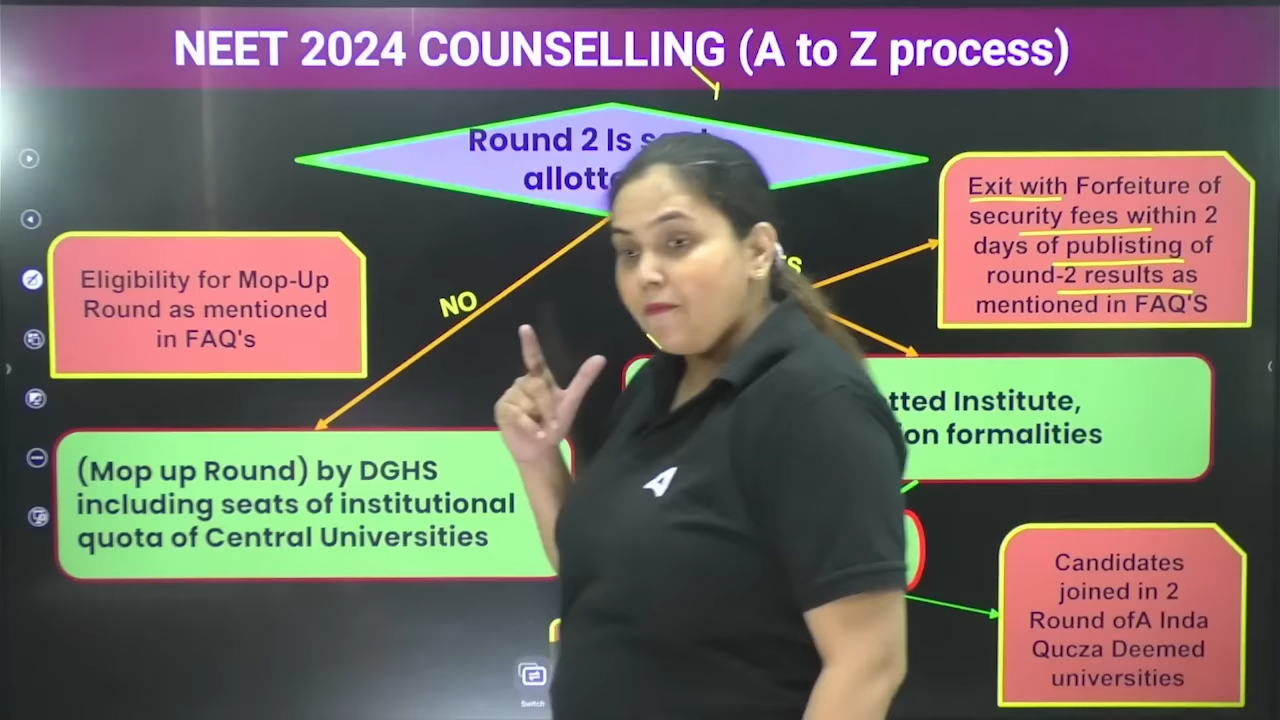 NEET 2024 COUNSELLING (A to Z process)
Round 2 Is
Exit with Forfeiture of
security fees within 2
days of publisting of
round-2 results as
mentioned in FAQ'S
Eligibility for Mop-Up
Round as mentioned
in FAQ's
NO
Institute,
formalities
(Mop up Round) by DGHS
including seats of institutional
quota of Central Universities
Candidates
joined in 2
Round ofA Inda
Qucza Deemed
universities
Switch